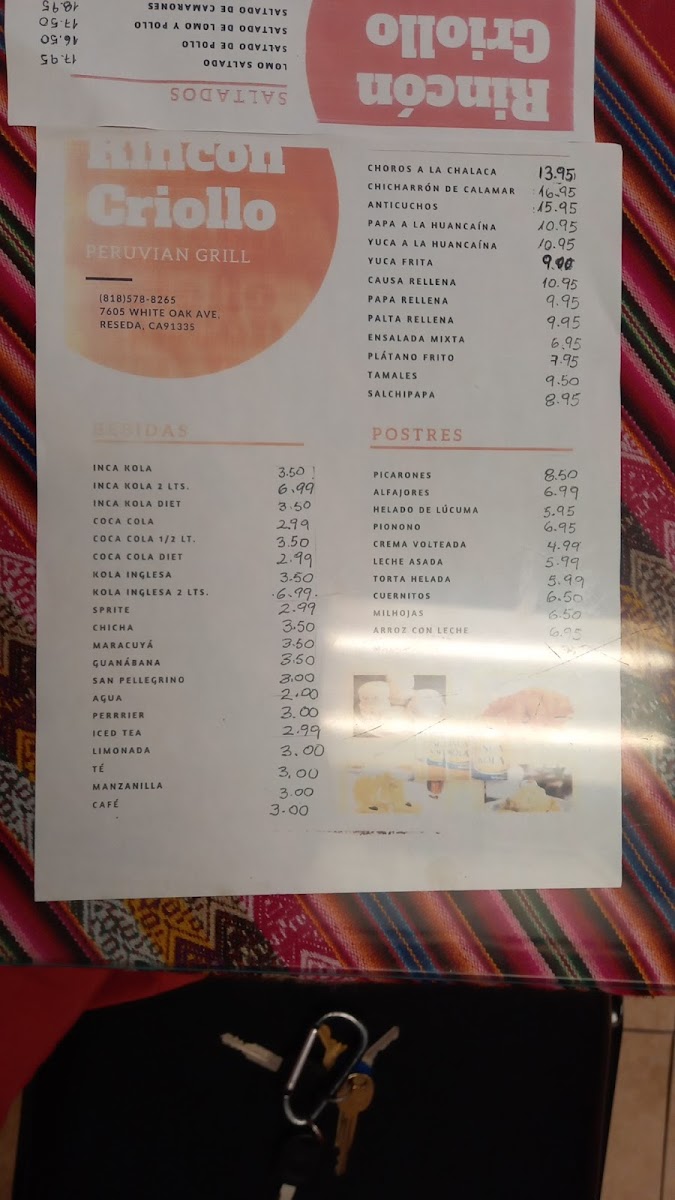 Rincón
Criollo
SALTADOS
LOMO SALTADO 17.95
SALTADO DE POLLO 16.50
SALTADO DE LOMO Y POLLO 17.50
SALTADO DE CAMARONES 18.95
Rincón
Criollo
PERUVIAN GRILL
(818)578-8265
7605 WHITE OAK AVE,
RESEDA, CA91335
CHOROS A LA CHALACA 13.95
CHICHARRÓN DE CALAMAR 16.95
ANTICUCHOS 15.95
PAPA A LA HUANCAÍNA 10.95
YUCA A LA HUANCAÍNA 10.95
YUCA FRITA 9.00
CAUSA RELLENA 10.95
PAPA RELLENA 9.95
PALTA RELLENA 9.95
ENSALADA MIXTA 6.95
PLÁTANO FRITO 7.95
TAMALES 9.50
SALCHIPAPA 8.95
BEBIDAS
INCA KOLA 3.50
INCA KOLA 2 LTS. 6.99
INCA KOLA DIET 3.50
COCA COLA 2.99
COCA COLA 1/2 LT. 3.50
COCA COLA DIET 2.99
KOLA INGLESA 3.50
KOLA INGLESA 2 LTS. 6.99
SPRITE 2.99
CHICHA 3.50
MARACUYÁ 3.50
GUANÁBANA 3.50
SAN PELLEGRINO 3.00
AGUA 2.00
PERRRIER 3.00
ICED TEA 2.99
LIMONADA 3.00
TÉ 3.00
MANZANILLA 3.00
CAFÉ 3.00
POSTRES
PICARONES 8.50
ALFAJORES 6.99
HELADO DE LÚCUMA 5.95
PIONONO 6.95
CREMA VOLTEADA 4.99
LECHE ASADA 5.99
TORTA HELADA 5.99
CUERNITOS 6.50
MILHOJAS 6.50
ARROZ CON LECHE 6.95